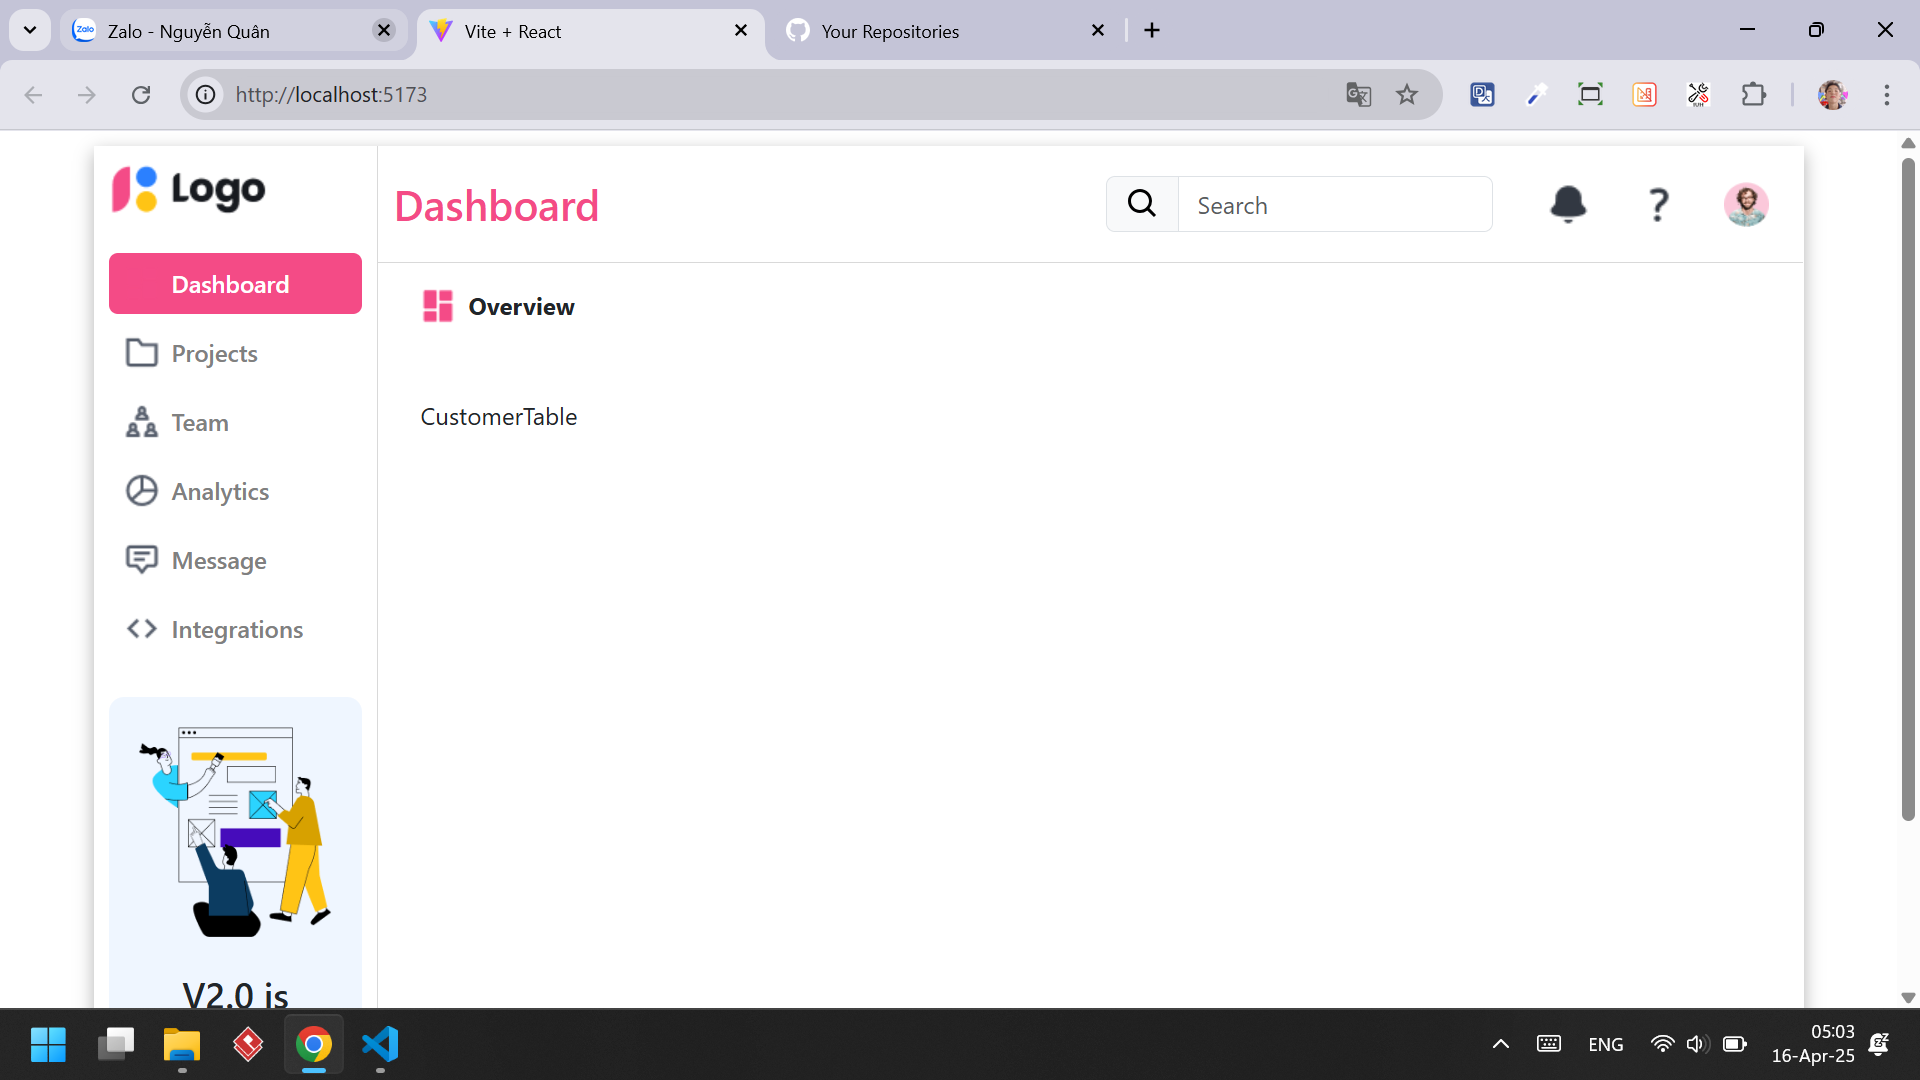 Zalo - Nguyễn Quân
Vite + React
Your Repositories
http://localhost:5173
Logo
Dashboard
Search
?
Dashboard
Overview
Projects
CustomerTable
Team
Analytics
Message
Integrations
V2.0 is
ENG
05:03
16-Apr-25